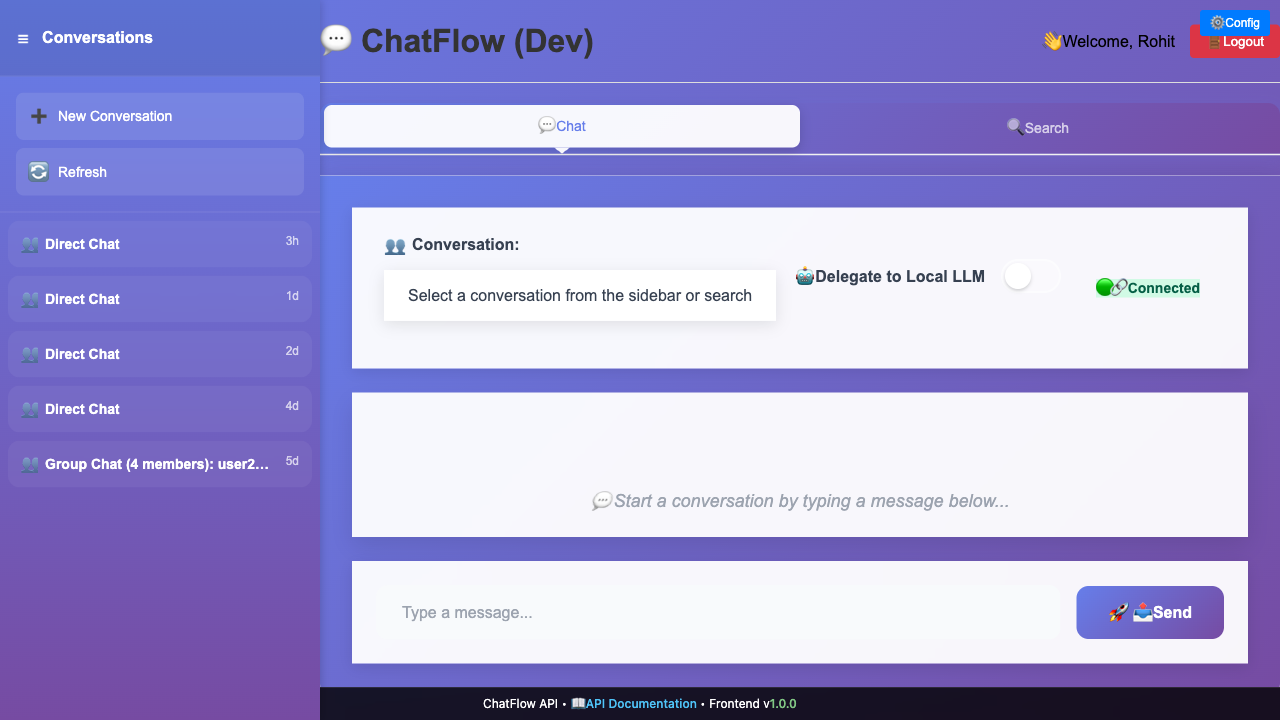 ≡ Conversations
➕ New Conversation
🔄 Refresh
👥 Direct Chat 3h
👥 Direct Chat 1d
👥 Direct Chat 2d
👥 Direct Chat 4d
👥 Group Chat (4 members): user2... 5d
💬 ChatFlow (Dev)
👋Welcome, Rohit
⚙️Config
🚪Logout
💬Chat
🔍Search
👥 Conversation:
Select a conversation from the sidebar or search
🤖Delegate to Local LLM
🟢🔗Connected
💬Start a conversation by typing a message below...
Type a message...
🚀 📤Send
ChatFlow API • 📖API Documentation • Frontend v1.0.0